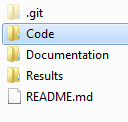 .git
Code
Documentation
Results
README.md